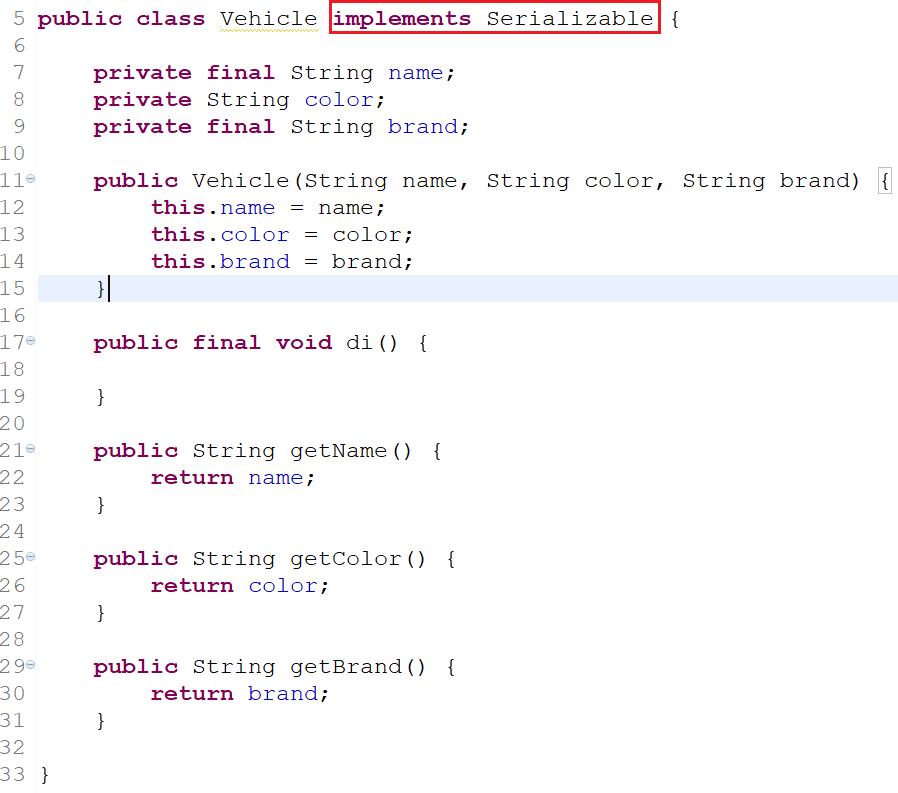 5 public class Vehicle implements Serializable {
6
7     private final String name;
8     private String color;
9     private final String brand;
10
11     public Vehicle(String name, String color, String brand) {
12         this.name = name;
13         this.color = color;
14         this.brand = brand;
15     }
16
17     public final void di() {
18
19     }
20
21     public String getName() {
22         return name;
23     }
24
25     public String getColor() {
26         return color;
27     }
28
29     public String getBrand() {
30         return brand;
31     }
32
33 }